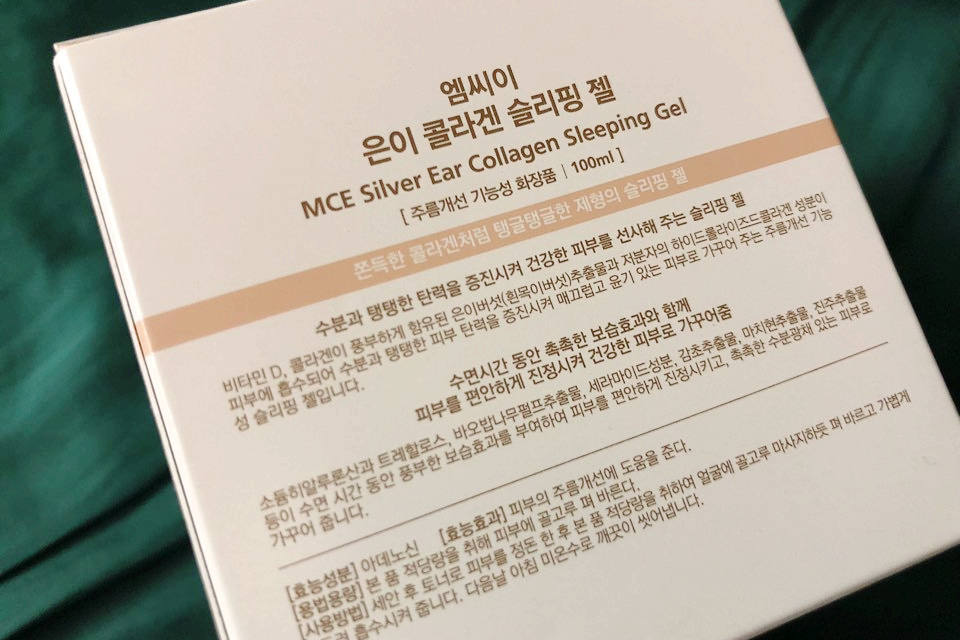 엠씨이
은이 콜라겐 슬리핑 젤
MCE Silver Ear Collagen Sleeping Gel
[ 주름개선 기능성 화장품 | 100ml ]
쫀득한 콜라겐처럼 탱글탱글한 제형의 슬리핑 젤
수분과 탱탱한 탄력을 증진시켜 건강한 피부를 선사해 주는 슬리핑 젤
비타민 D, 콜라겐이 풍부하게 함유된 은이버섯(흰목이버섯)추출물과 저분자의 하이드롤라이즈드콜라겐 성분이
피부에 흡수되어 수분과 탱탱한 피부 탄력을 증진시켜 매끄럽고 윤기 있는 피부로 가꾸어 주는 주름개선 기능
성 슬리핑 젤입니다.
수면시간 동안 촉촉한 보습효과와 함께
피부를 편안하게 진정시켜 건강한 피부로 가꾸어줌
소듐히알루론산과 트레할로스, 바오밥나무펄프추출물, 세라마이드성분, 감초추출물, 마치현추출물, 진주추출물
등이 수면 시간 동안 풍부한 보습효과를 부여하여 피부를 편안하게 진정시키고, 촉촉한 수분광채 있는 피부로
가꾸어 줍니다.
[효능성분] 아데노신 [효능효과] 피부의 주름개선에 도움을 준다.
[용법용량] 본 품 적당량을 취해 피부에 골고루 펴 바른다.
[사용방법] 세안 후 토너로 피부를 정돈 한 후 본 품 적당량을 취하여 얼굴에 골고루 마사지하듯 펴 바르고 가볍게
흡수시켜 줍니다. 다음날 아침 미온수로 깨끗이 씻어냅니다.